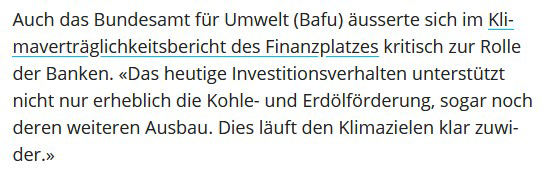 Auch das Bundesamt für Umwelt (Bafu) äusserte sich im Kli-
maverträglichkeitsbericht des Finanzplatzes kritisch zur Rolle
der Banken. «Das heutige Investitionsverhalten unterstützt
nicht nur erheblich die Kohle- und Erdölförderung, sogar noch
deren weiteren Ausbau. Dies läuft den Klimazielen klar zuwi-
der.»